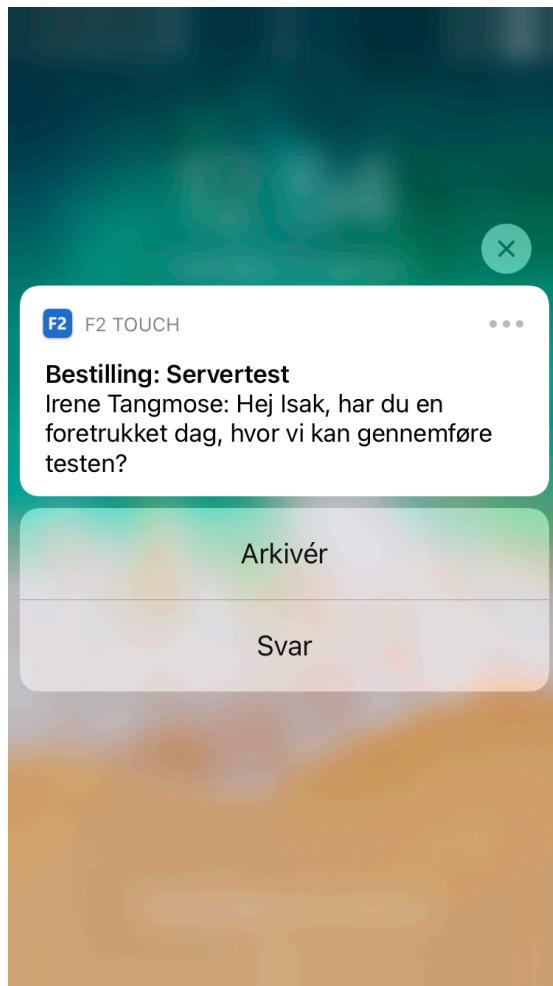 F2 F2 TOUCH
Bestilling: Servertest
Irene Tangmose: Hej Isak, har du en
foretrukket dag, hvor vi kan gennemføre
testen?
Arkivér
Svar